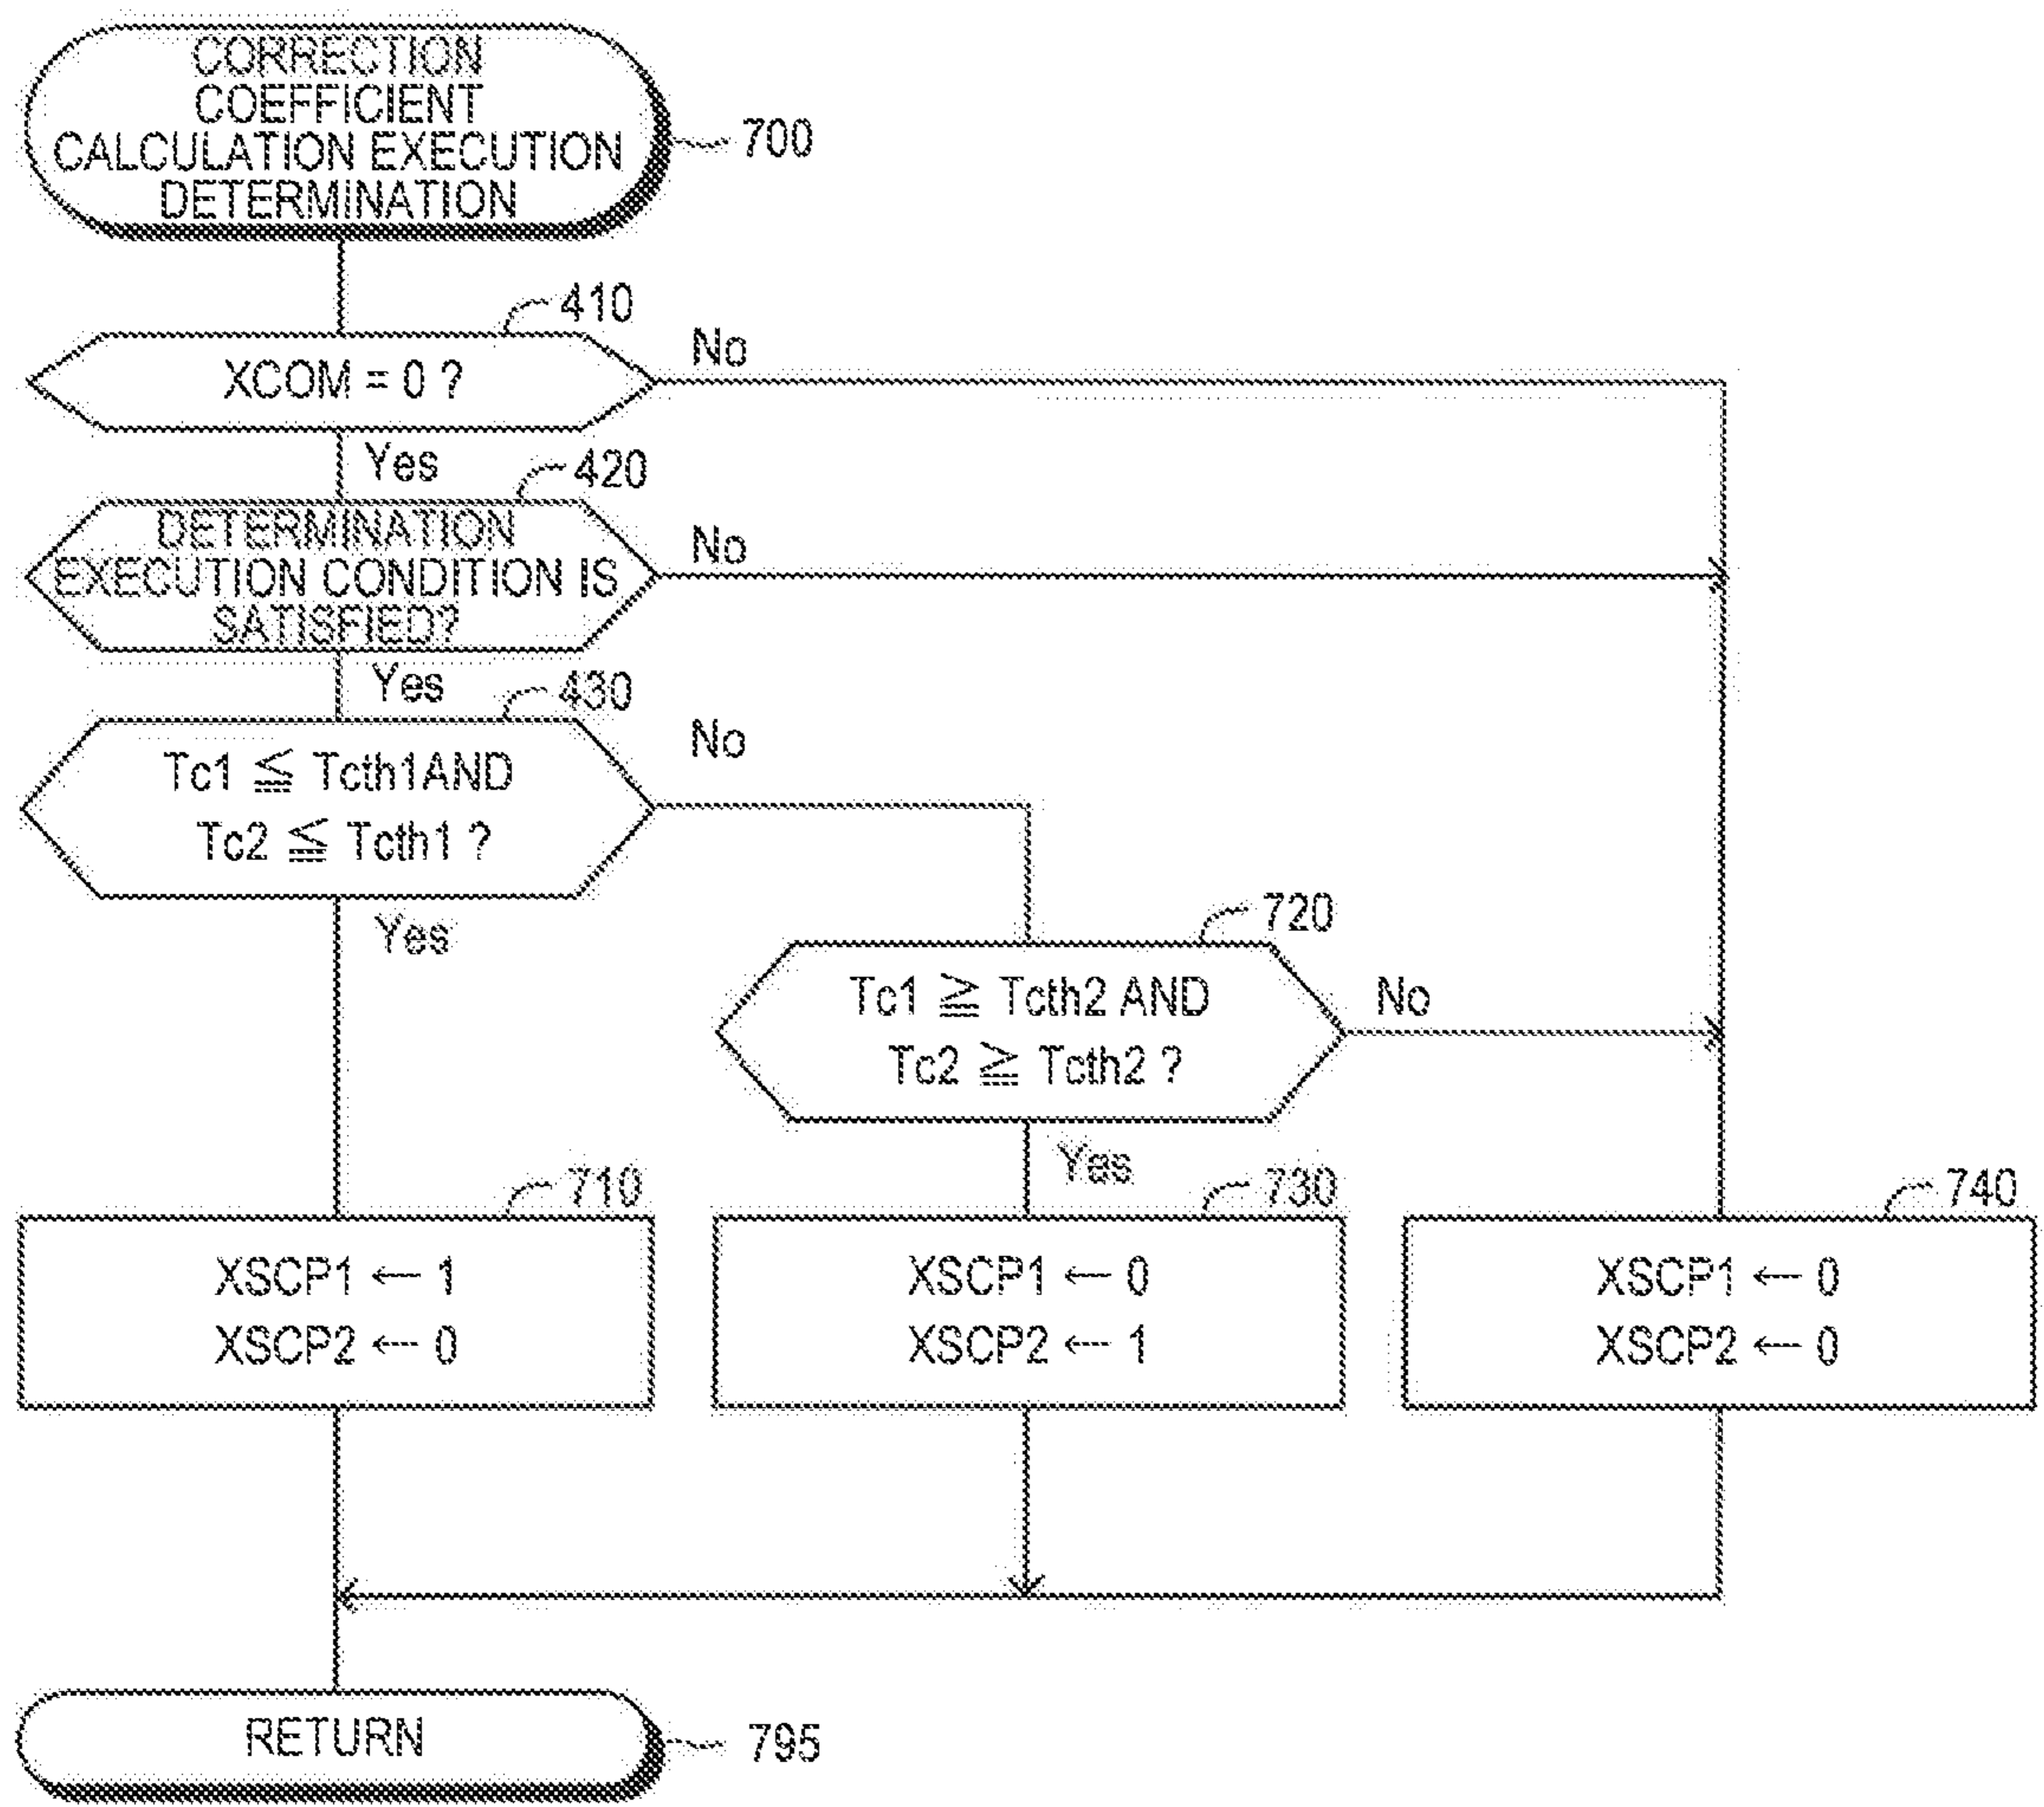 CORRECTION
COEFFICIENT
CALCULATION EXECUTION
DETERMINATION
700
410
XCOM = 0 ?
No
Yes
420
DETERMINATION
EXECUTION CONDITION IS
SATISFIED?
No
Yes
430
Tc1 ≦ Tcth1AND
Tc2 ≦ Tcth1 ?
No
Yes
720
Tc1 ≧ Tcth2 AND
Tc2 ≧ Tcth2 ?
No
Yes
710
XSCP1 ← 1
XSCP2 ← 0
730
XSCP1 ← 0
XSCP2 ← 1
740
XSCP1 ← 0
XSCP2 ← 0
RETURN
795